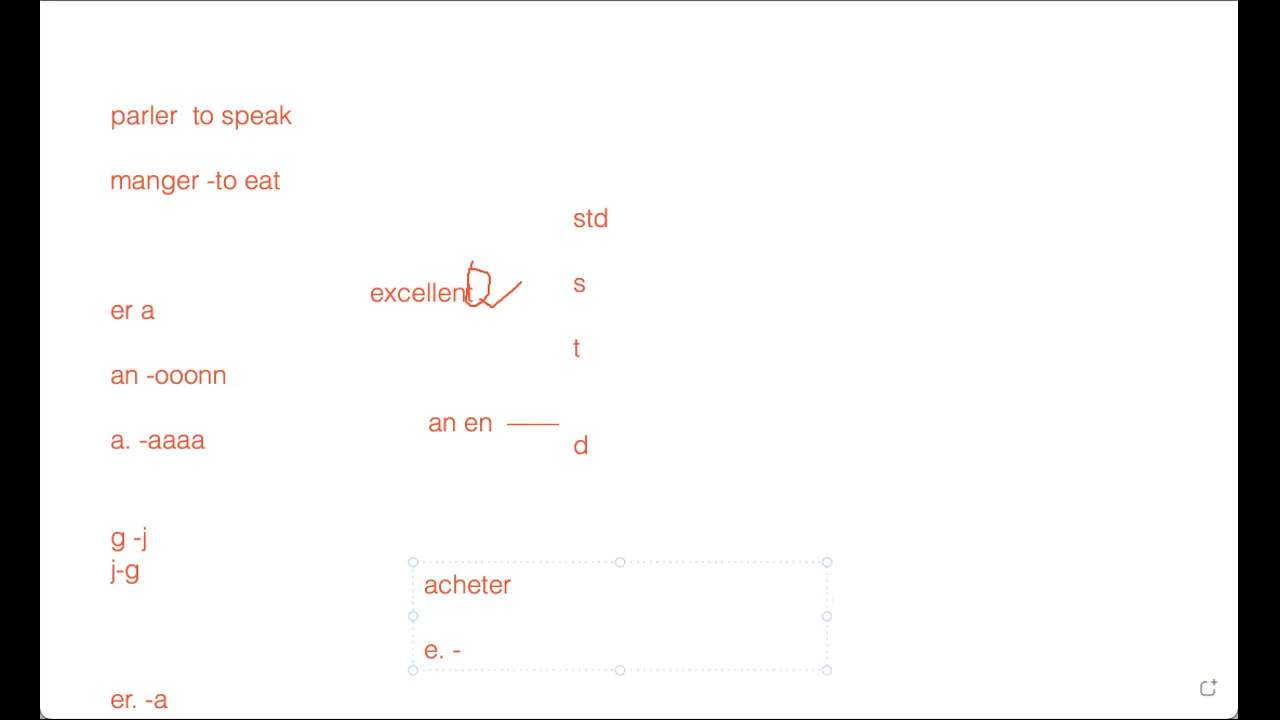 parler  to speak
manger -to eat
er a
an -ooonn
a. -aaaa
g -j
j-g
er. -a
excellent
std
s
t
an en
d
acheter
e. -